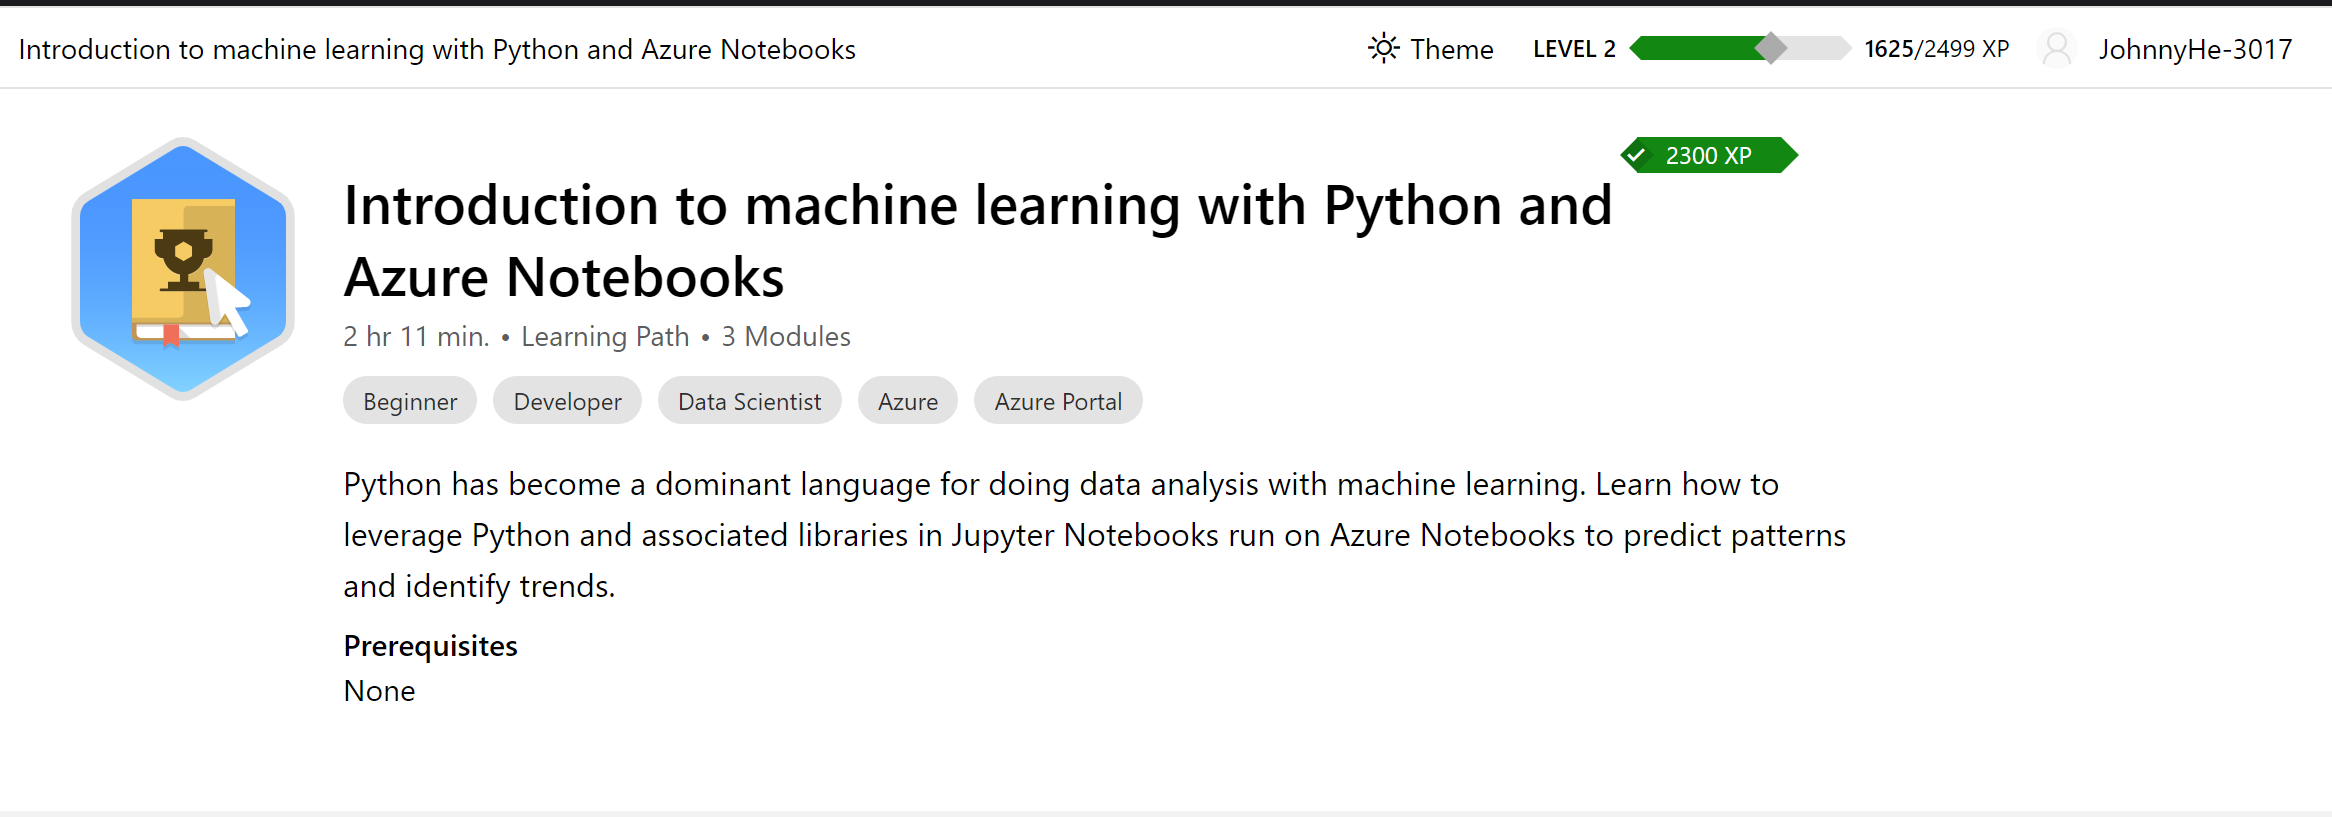 Introduction to machine learning with Python and Azure Notebooks
Theme
LEVEL 2
1625/2499 XP
JohnnyHe-3017
2300 XP
Introduction to machine learning with Python and
Azure Notebooks
2 hr 11 min. • Learning Path • 3 Modules
Beginner
Developer
Data Scientist
Azure
Azure Portal
Python has become a dominant language for doing data analysis with machine learning. Learn how to
leverage Python and associated libraries in Jupyter Notebooks run on Azure Notebooks to predict patterns
and identify trends.
Prerequisites
None